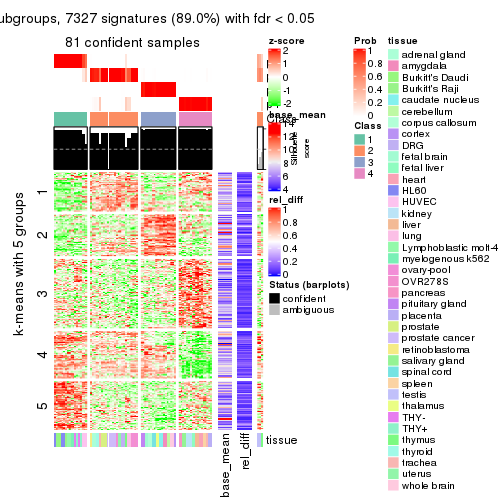 ubgroups, 7327 signatures (89.0%) with fdr < 0.05
81 confident samples
z-score
2
1
0
-1
-2
base_mean
14
12
10
8
6
4
rel_diff
1
0.8
0.6
0.4
0.2
0
Status (barplots)
confident
ambiguous
Silhouette
score
Prob
1
0.8
0.6
0.4
0.2
0
Class
1
2
3
4
tissue
adrenal gland
amygdala
Burkitt's Daudi
Burkitt's Raji
caudate nucleus
cerebellum
corpus callosum
cortex
DRG
fetal brain
fetal liver
heart
HL60
HUVEC
kidney
liver
lung
Lymphoblastic molt-4
myelogenous k562
ovary-pool
OVR278S
pancreas
pituitary gland
placenta
prostate
prostate cancer
retinoblastoma
salivary gland
spinal cord
spleen
testis
thalamus
THY-
THY+
thymus
thyroid
trachea
uterus
whole brain
k-means with 5 groups
1
2
3
4
5
tissue
base_mean
rel_diff